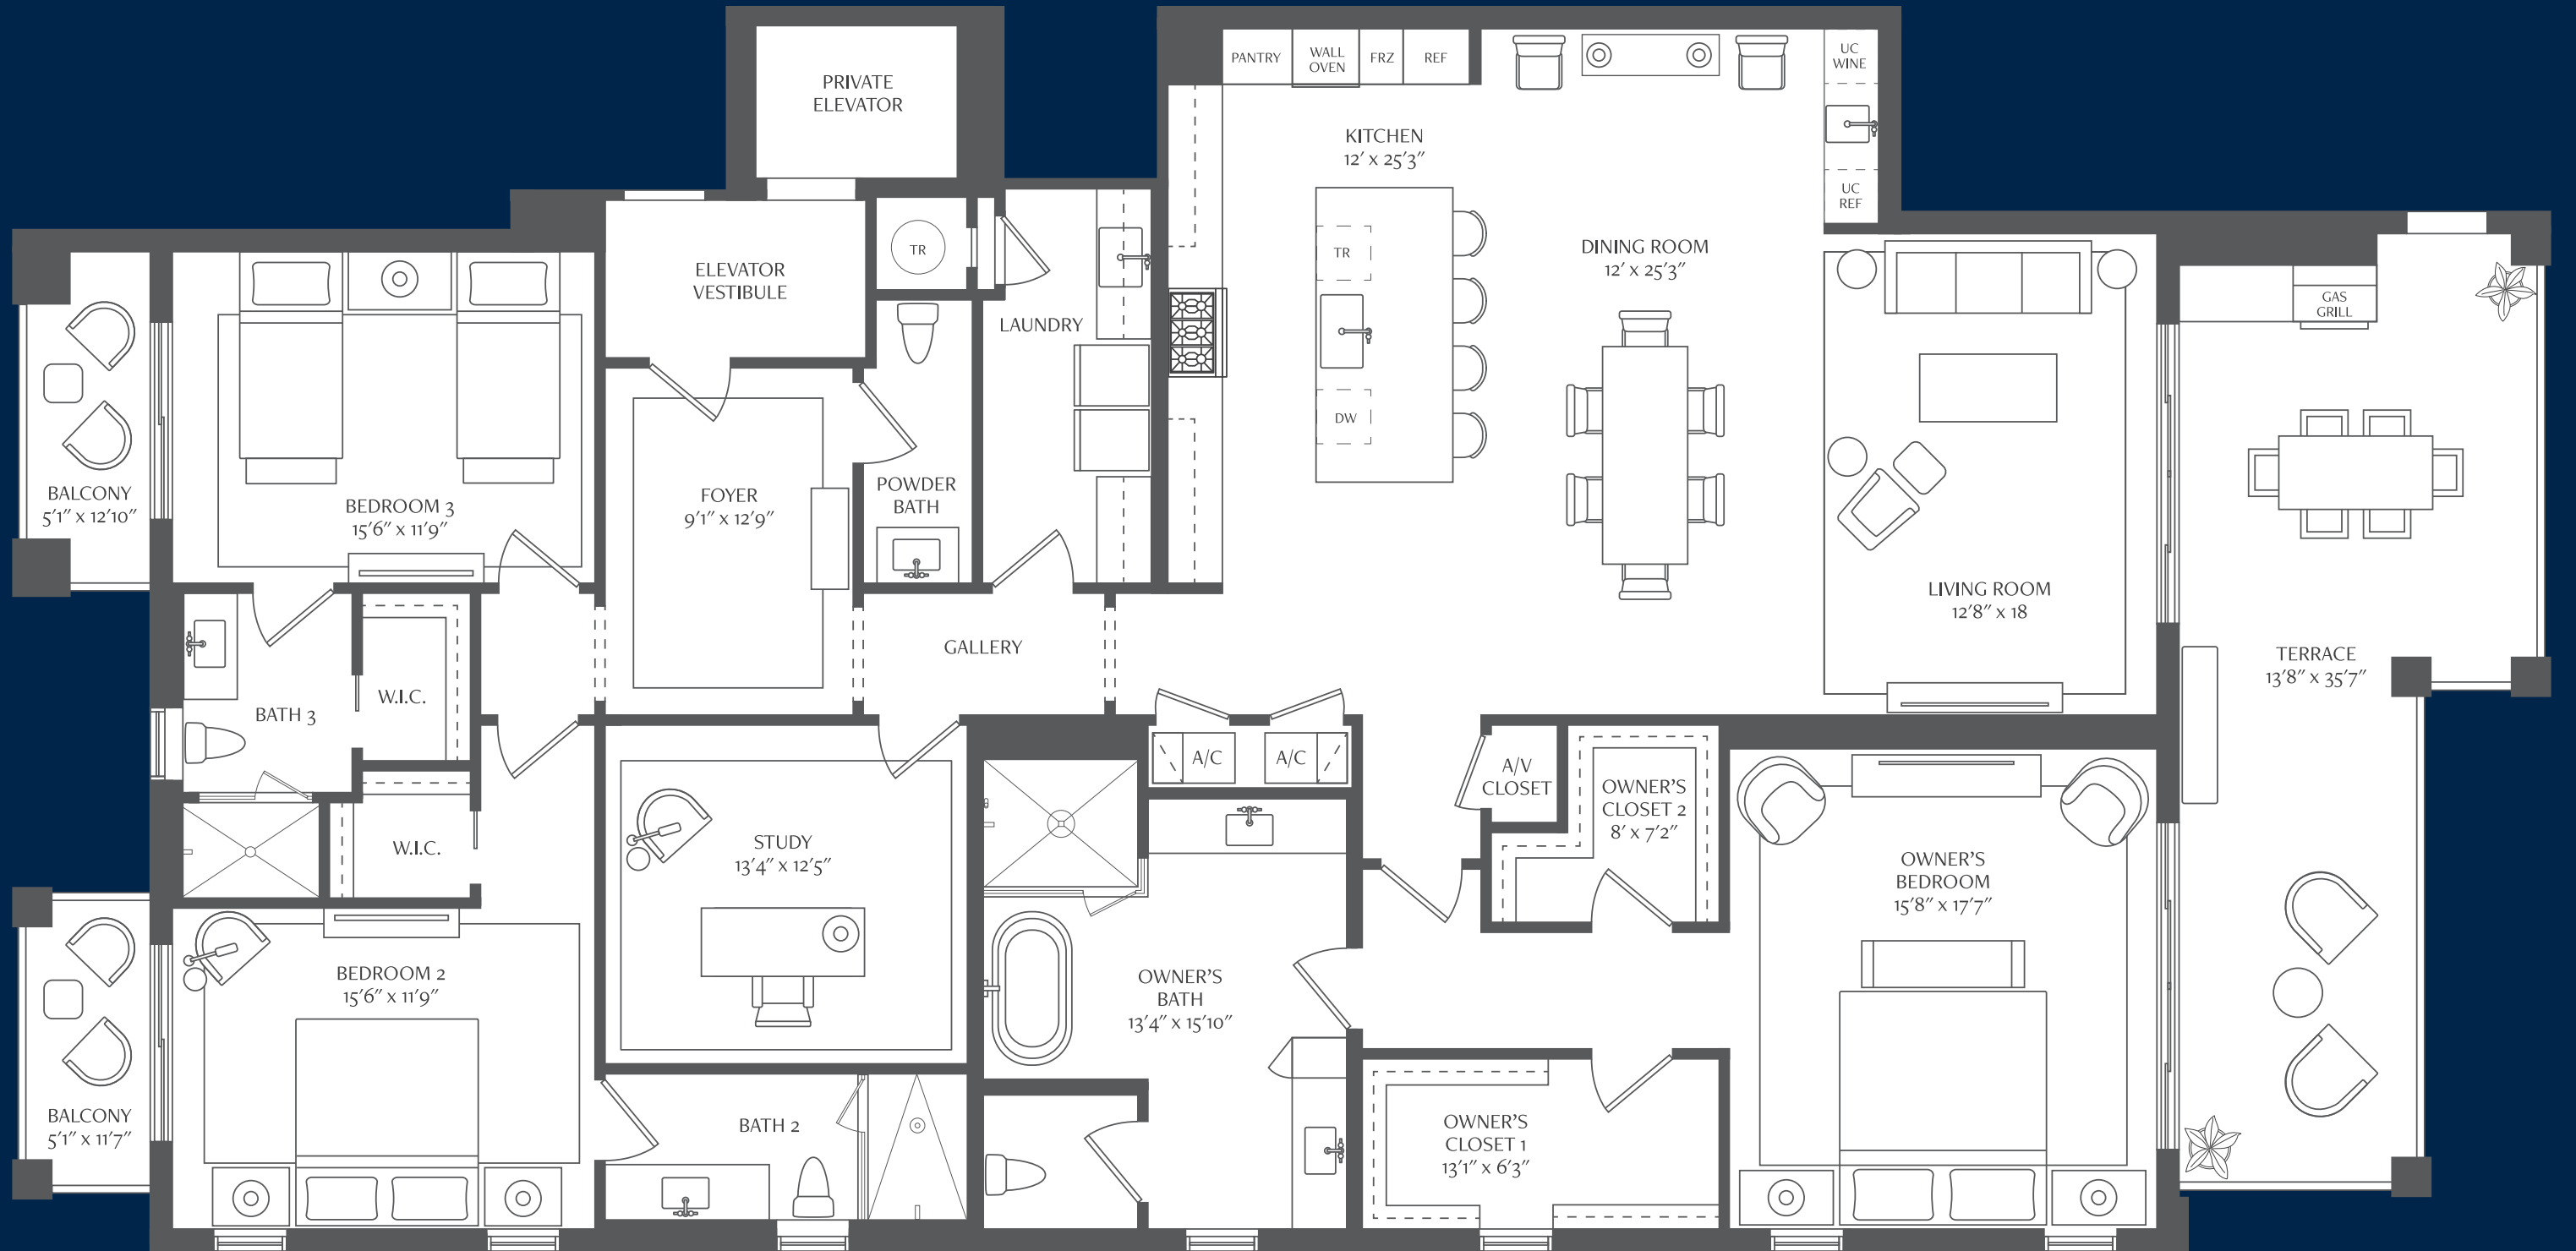 PRIVATE
ELEVATOR
PANTRY
WALL
OVEN
FRZ
REF
UC
WINE
KITCHEN
12' x 25'3"
UC
REF
TR
ELEVATOR
VESTIBULE
TR
DINING ROOM
12' x 25'3"
GAS
GRILL
LAUNDRY
DW
BALCONY
5'1" x 12'10"
BEDROOM 3
15'6" x 11'9"
FOYER
9'1" x 12'9"
POWDER
BATH
LIVING ROOM
12'8" x 18
GALLERY
TERRACE
13'8" x 35'7"
W.I.C.
BATH 3
A/C
A/C
A/V
CLOSET
OWNER'S
CLOSET 2
8' x 7'2"
W.I.C.
STUDY
13'4" x 12'5"
OWNER'S
BEDROOM
15'8" x 17'7"
BEDROOM 2
15'6" x 11'9"
OWNER'S
BATH
13'4" x 15'10"
BALCONY
5'1" x 11'7"
BATH 2
OWNER'S
CLOSET 1
13'1" x 6'3"